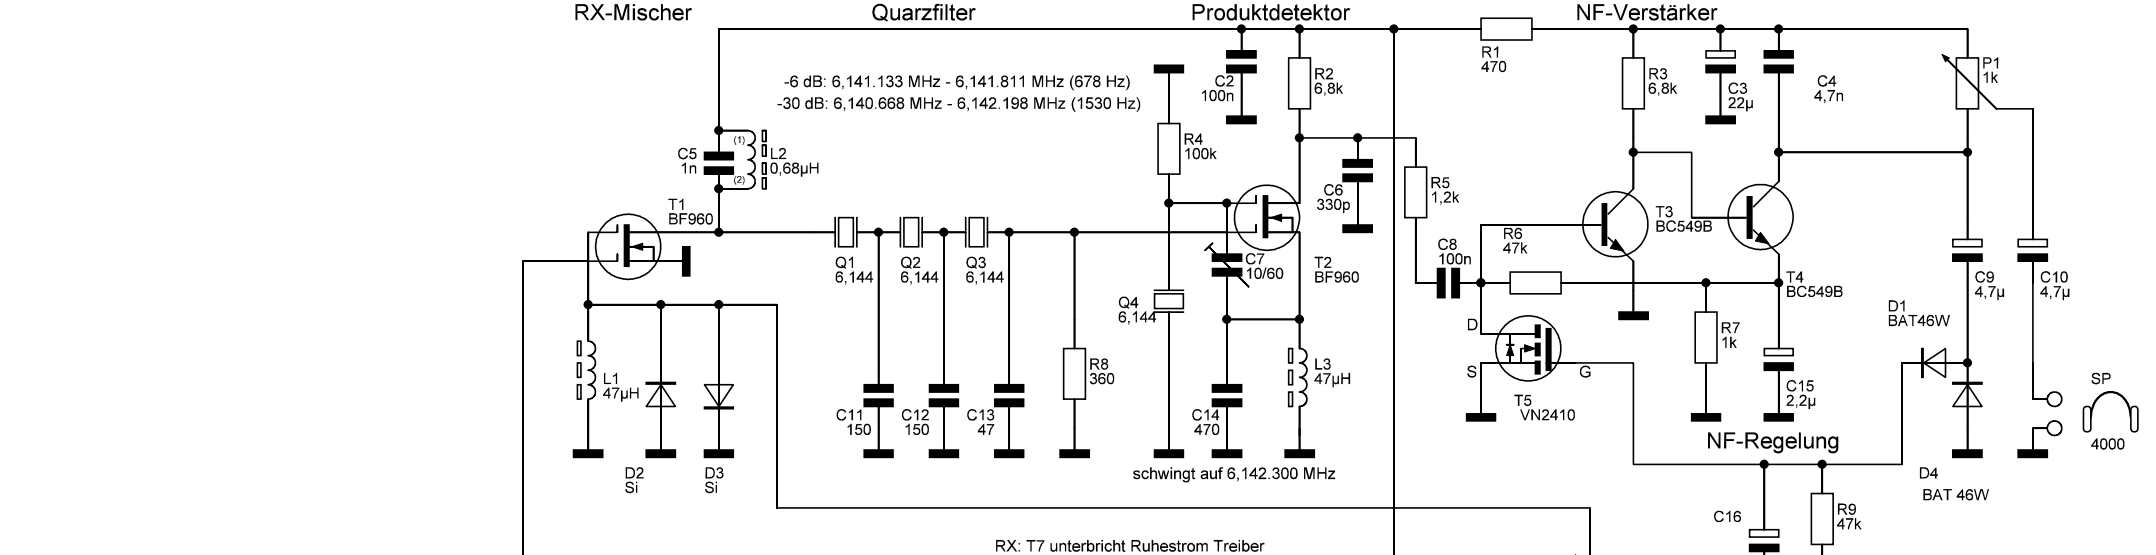 RX-Mischer
Quarzfilter
Produktdetektor
NF-Verstärker
-6 dB: 6,141.133 MHz - 6,141.811 MHz (678 Hz)
-30 dB: 6,140.668 MHz - 6,142.198 MHz (1530 Hz)
C2
100n
R2
6,8k
R1
470
R3
6,8k
C3
22µ
C4
4,7n
P1
1k
C5
1n
(1)
(2)
L2
0,68µH
R4
100k
C6
330p
R5
1,2k
T1
BF960
T3
BC549B
R6
47k
C8
100n
Q1
6,144
Q2
6,144
Q3
6,144
C7
10/60
T2
BF960
T4
BC549B
C9
4,7µ
C10
4,7µ
Q4
6,144
D1
BAT46W
D
S
G
R7
1k
L1
47µH
R8
360
L3
47µH
C15
2,2µ
SP
4000
T5
VN2410
C11
150
C12
150
C13
47
C14
470
NF-Regelung
D2
Si
D3
Si
schwingt auf 6,142.300 MHz
D4
BAT 46W
C16
R9
47k
RX: T7 unterbricht Ruhestrom Treiber